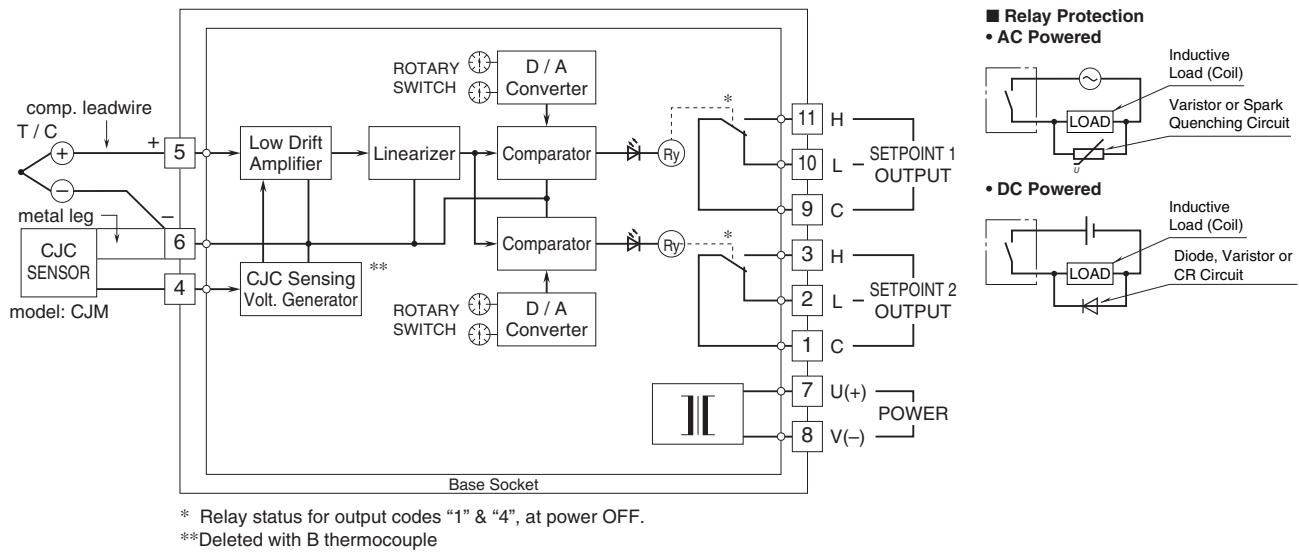 ROTARY
SWITCH
D / A
Converter
comp. leadwire
T / C
+
−
+
5
−
6
metal leg
CJC
SENSOR
4
model: CJM
Low Drift
Amplifier
Linearizer
Comparator
Ry
*
CJC Sensing
Volt. Generator
**
Comparator
Ry
*
ROTARY
SWITCH
D / A
Converter
11 H
10 L
9 C
SETPOINT 1
OUTPUT
3 H
2 L
1 C
SETPOINT 2
OUTPUT
7 U(+)
8 V(–)
POWER
Base Socket
* Relay status for output codes “1” & “4”, at power OFF.
**Deleted with B thermocouple
■ Relay Protection
• AC Powered
Inductive
Load (Coil)
LOAD
Varistor or Spark
Quenching Circuit
U
• DC Powered
Inductive
Load (Coil)
LOAD
Diode, Varistor or
CR Circuit